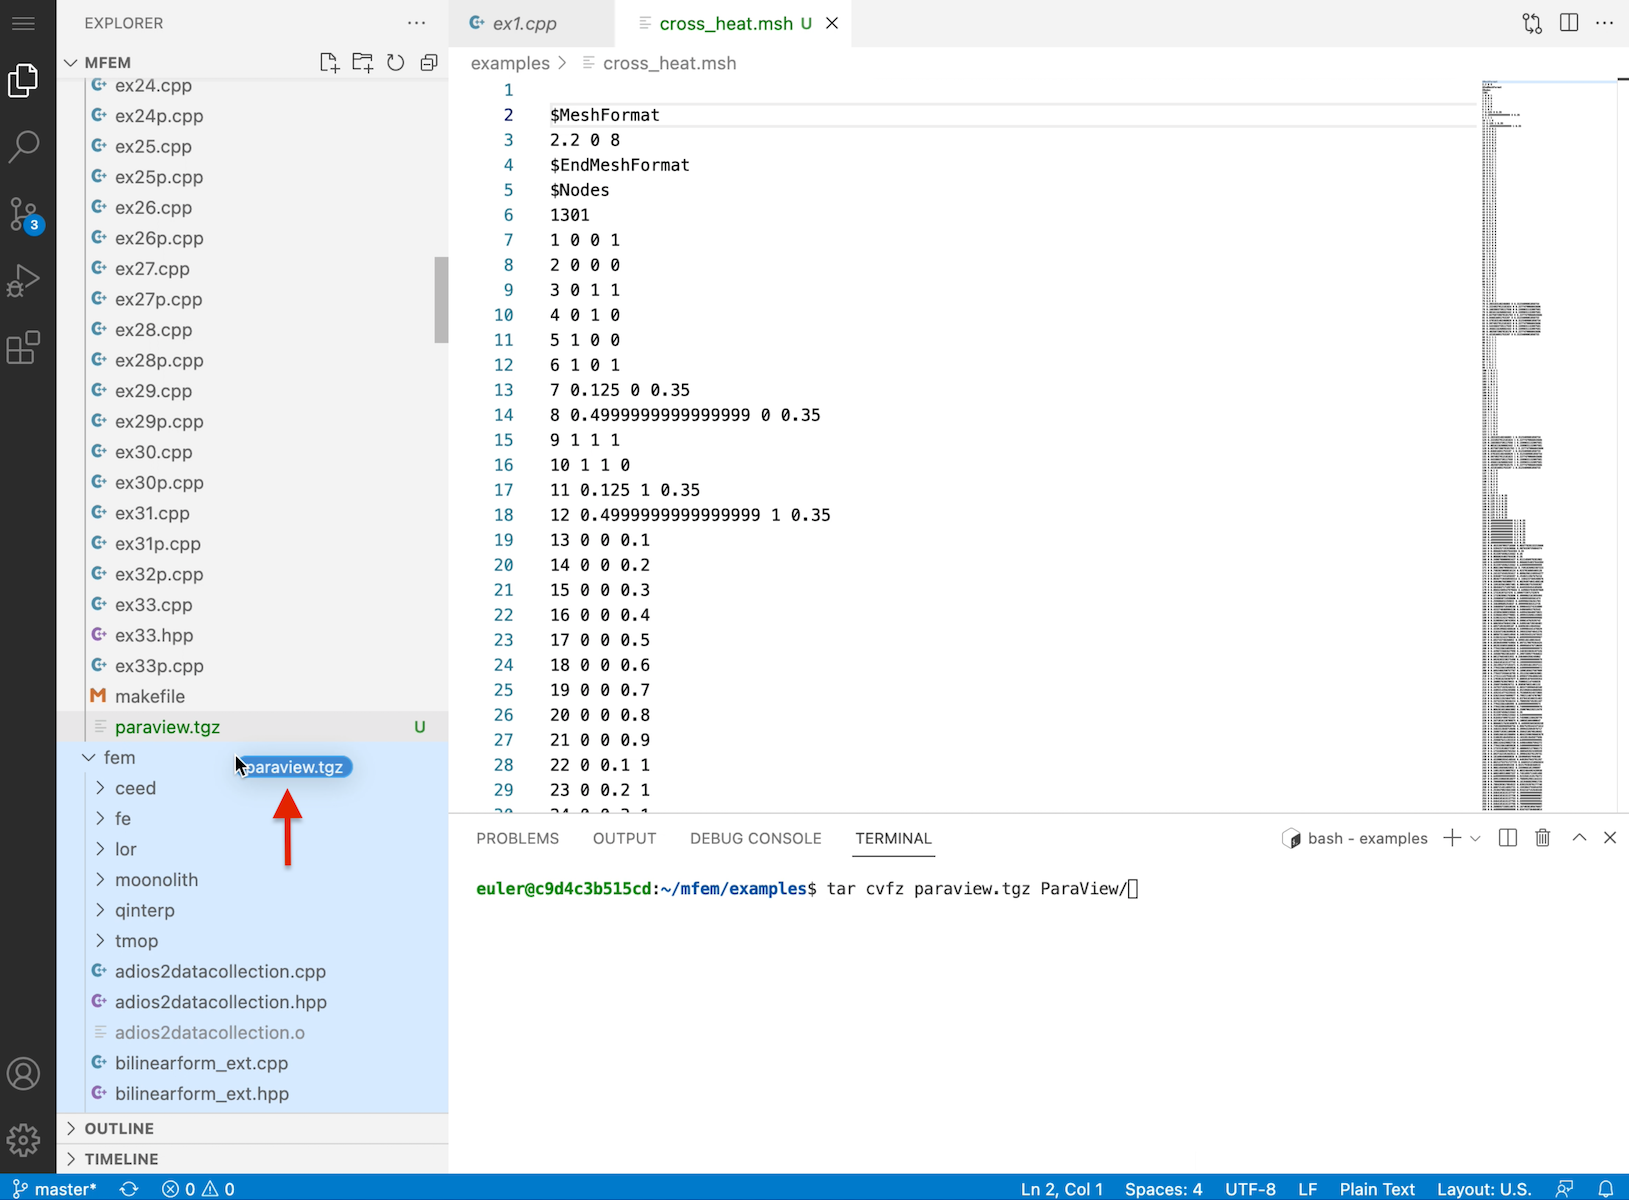 EXPLORER
MFEM
ex24.cpp
ex24p.cpp
ex25.cpp
ex25p.cpp
ex26.cpp
ex26p.cpp
ex27.cpp
ex27p.cpp
ex28.cpp
ex28p.cpp
ex29.cpp
ex29p.cpp
ex30.cpp
ex30p.cpp
ex31.cpp
ex31p.cpp
ex32p.cpp
ex33.cpp
ex33.hpp
ex33p.cpp
makefile
paraview.tgz U
fem
paraview.tgz
ceed
fe
lor
moonolith
qinterp
tmop
adios2datacollection.cpp
adios2datacollection.hpp
adios2datacollection.o
bilinearform_ext.cpp
bilinearform_ext.hpp
OUTLINE
TIMELINE
3
ex1.cpp
cross_heat.msh U
examples > cross_heat.msh
1
2 $MeshFormat
3 2.2 0 8
4 $EndMeshFormat
5 $Nodes
6 1301
7 1 0 0 1
8 2 0 0 0
9 3 0 1 1
10 4 0 1 0
11 5 1 0 0
12 6 1 0 1
13 7 0.125 0 0.35
14 8 0.4999999999999999 0 0.35
15 9 1 1 1
16 10 1 1 0
17 11 0.125 1 0.35
18 12 0.4999999999999999 1 0.35
19 13 0 0 0.1
20 14 0 0 0.2
21 15 0 0 0.3
22 16 0 0 0.4
23 17 0 0 0.5
24 18 0 0 0.6
25 19 0 0 0.7
26 20 0 0 0.8
27 21 0 0 0.9
28 22 0 0.1 1
29 23 0 0.2 1
PROBLEMS OUTPUT DEBUG CONSOLE TERMINAL
bash - examples
euler@c9d4c3b515cd:~/mfem/examples$ tar cvfz paraview.tgz ParaView/
master* 0 0 Ln 2, Col 1 Spaces: 4 UTF-8 LF Plain Text Layout: U.S.